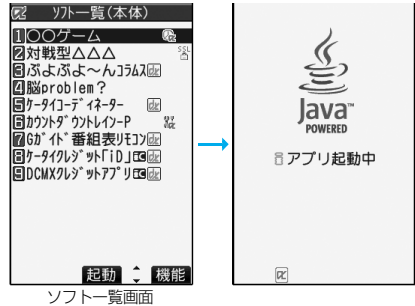 ソフト一覧(本体)
1○○ゲーム
2対戦型△△△ SSL
3ぷよぷよ~んコラムス
4脳problem?
5ケータイコーディネーター
6カウントダウントレイン-P
7Gガイド番組表リモコン
8ケータイクレジット「iD」
9DCMXクレジットアプリ
起動 機能
ソフト一覧画面
Java™
POWERED
アプリ起動中